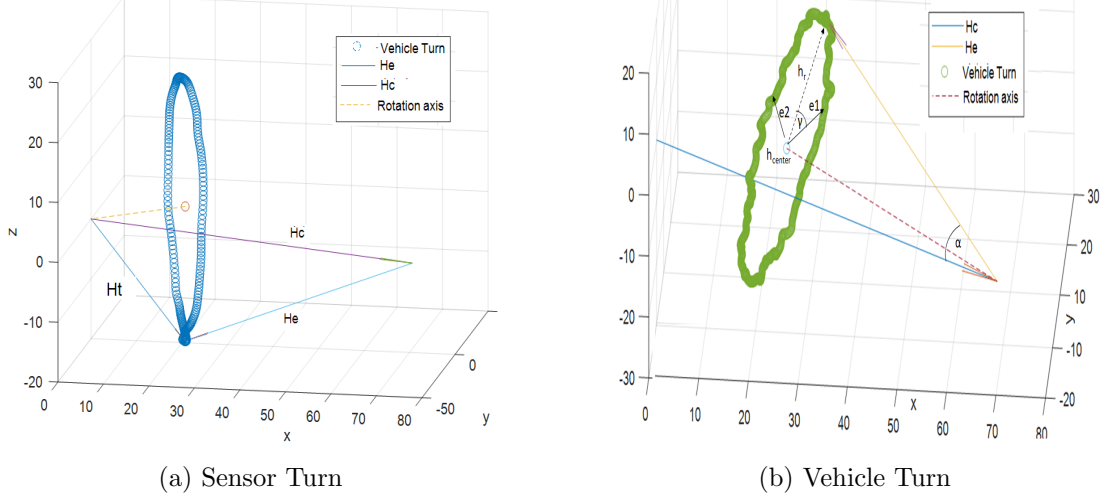 Vehicle Turn
He
Hc
Rotation axis
30
20
10
0
-10
-20
z
Hc
Ht
He
0
10
20
30
40
50
60
70
80
-50
0
x
y
(a) Sensor Turn
Hc
He
Vehicle Turn
Rotation axis
20
10
0
-10
-20
-30
hr
e2
e1
γ
hcenter
α
30
20
10
0
-10
-20
y
0
10
20
30
40
50
60
70
80
x
(b) Vehicle Turn